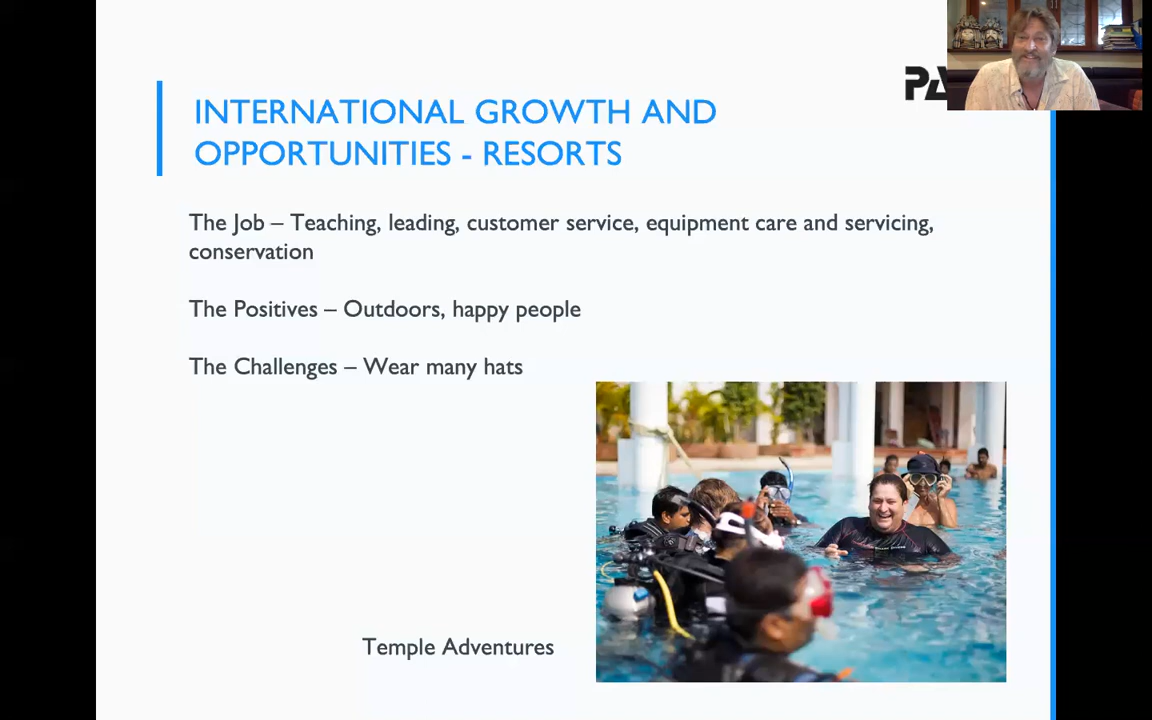 INTERNATIONAL GROWTH AND
OPPORTUNITIES - RESORTS
The Job – Teaching, leading, customer service, equipment care and servicing,
conservation
The Positives – Outdoors, happy people
The Challenges – Wear many hats
Temple Adventures